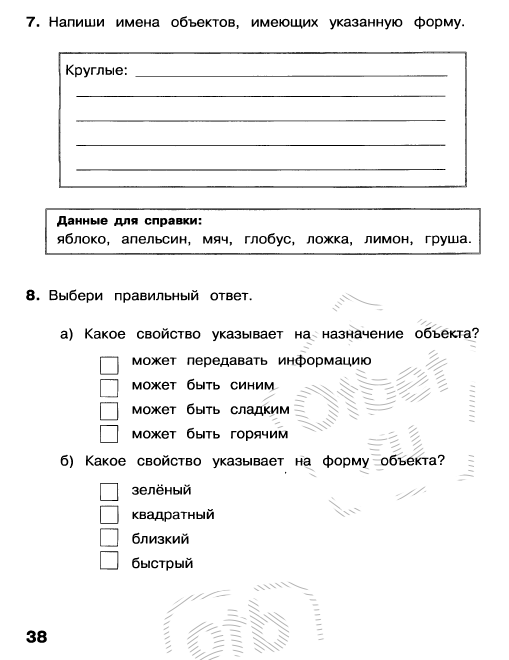 7. Напиши имена объектов, имеющих указанную форму.
Круглые:
Данные для справки:
яблоко, апельсин, мяч, глобус, ложка, лимон, груша.
8. Выбери правильный ответ.
а) Какое свойство указывает на назначение объекта?
может передавать информацию
может быть синим
может быть сладким
может быть горячим
б) Какое свойство указывает на форму объекта?
зелёный
квадратный
близкий
быстрый
38